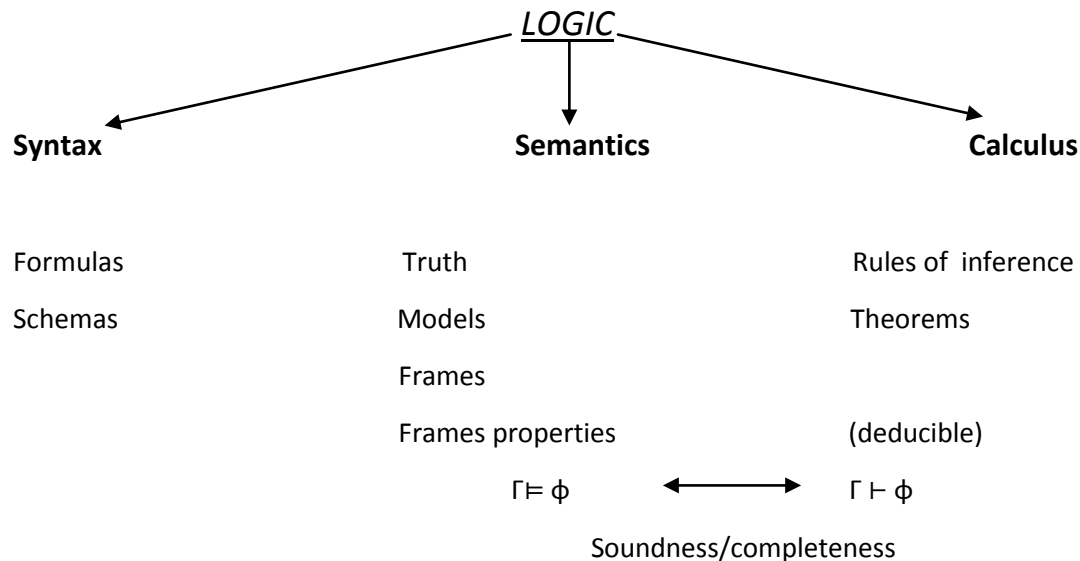 LOGIC
Syntax Semantics Calculus
Formulas Truth Rules of inference
Schemas Models Theorems
Frames
Frames properties (deducible)
Γ⊨ ϕ Γ ⊢ ϕ
Soundness/completeness